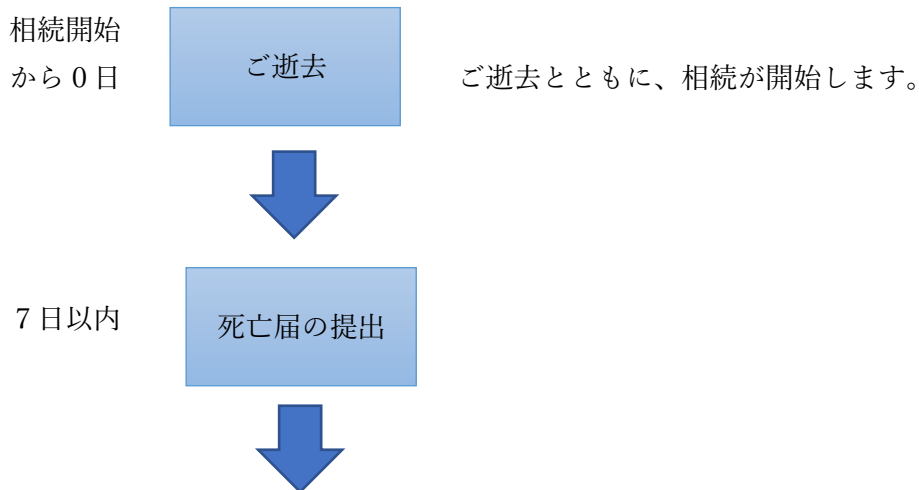 相続開始
から０日
ご逝去
ご逝去とともに、相続が開始します。
７日以内
死亡届の提出